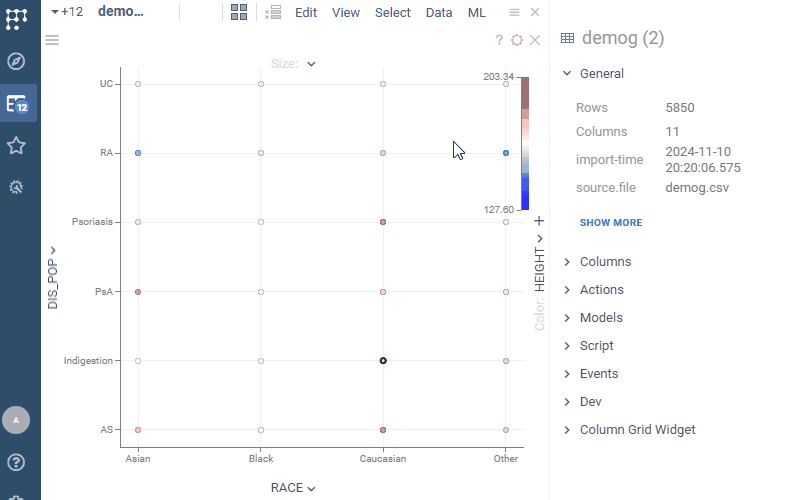 +12 demo... Edit View Select Data ML
?
Size:
203.34
127.60
UC
RA
Psoriasis
PsA
Indigestion
AS
DIS_POP
Asian Black Caucasian Other
RACE
Color: HEIGHT
12
A
demog (2)
General
Rows 5850
Columns 11
import-time 2024-11-10
20:20:06.575
source.file demog.csv
SHOW MORE
Columns
Actions
Models
Script
Events
Dev
Column Grid Widget